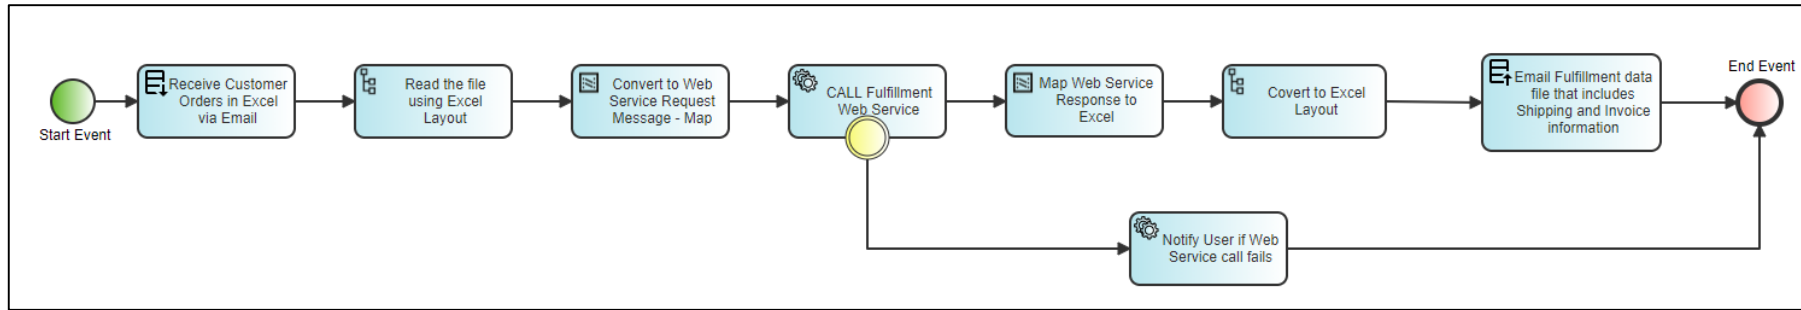 Start Event
Receive Customer
Orders in Excel
via Email
Read the file
using Excel
Layout
Convert to Web
Service Request
Message - Map
CALL Fulfillment
Web Service
Map Web Service
Response to
Excel
Covert to Excel
Layout
Email Fulfillment data
file that includes
Shipping and Invoice
information
End Event
Notify User if Web
Service call fails